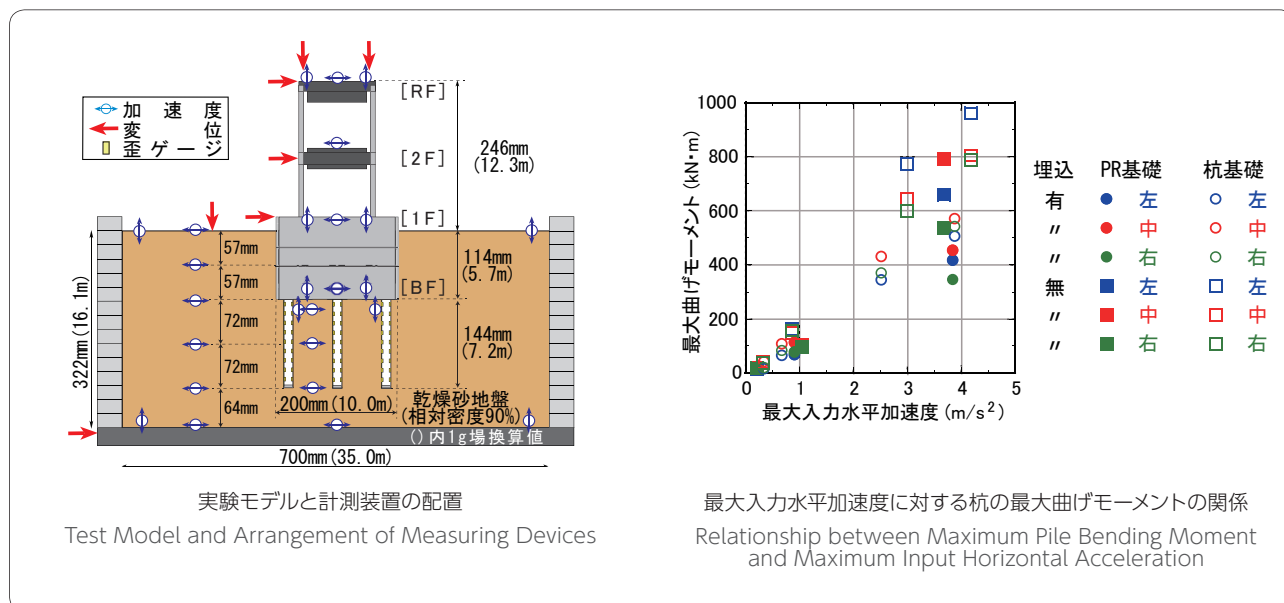 加速度
変位
歪ゲージ
[RF]
[2F]
[1F]
[BF]
246mm
(12.3m)
57mm
57mm
72mm
72mm
64mm
114mm
(5.7m)
144mm
(7.2m)
322mm(16.1m)
200mm(10.0m)
乾燥砂地盤
(相対密度90%)
()内1g場換算値
700mm(35.0m)
実験モデルと計測装置の配置
Test Model and Arrangement of Measuring Devices
最大曲げモーメント(kN・m)
1000
800
600
400
200
0
0 1 2 3 4 5
最大入力水平加速度(m/s²)
埋込 PR基礎 杭基礎
有 左 左
〃 中 中
〃 右 右
無 左 左
〃 中 中
〃 右 右
最大入力水平加速度に対する杭の最大曲げモーメントの関係
Relationship between Maximum Pile Bending Moment
and Maximum Input Horizontal Acceleration